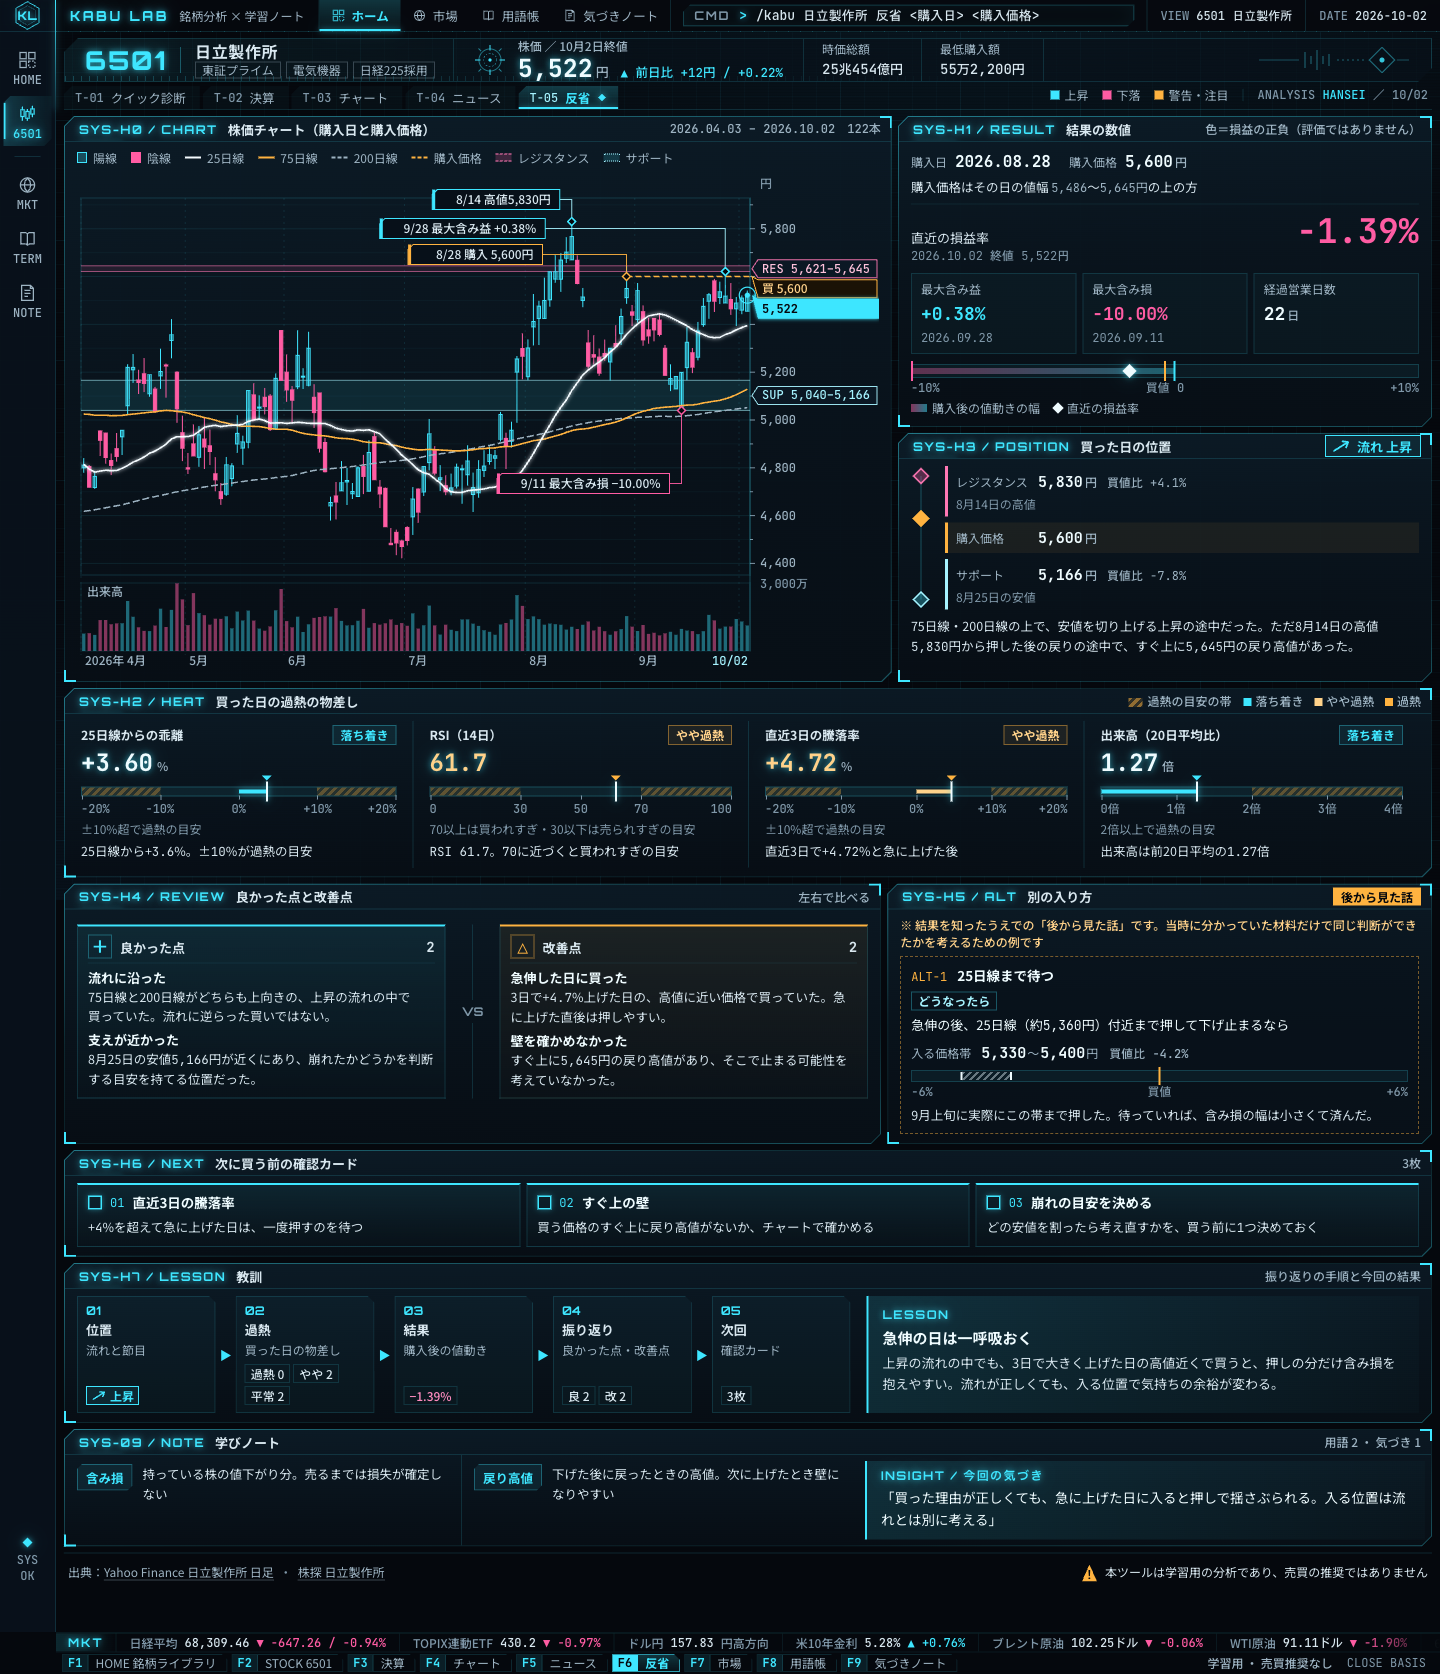 KL KABU LAB 銘柄分析 × 学習ノート ホーム 市場 用語帳 気づきノート CMD > /kabu 日立製作所 反省 <購入日> <購入価格> VIEW 6501 日立製作所 DATE 2026-10-02
HOME
6501
MKT
TERM
NOTE
SYS
OK
6501 日立製作所
東証プライム 電気機器 日経225採用
株価 ／ 10月2日終値
5,522円 ▲ 前日比 +12円 / +0.22%
時価総額
25兆454億円
最低購入額
55万2,200円
T-01 クイック診断 T-02 決算 T-03 チャート T-04 ニュース T-05 反省 ◆
上昇 下落 警告・注目 ANALYSIS HANSEI ／ 10/02
SYS-H0 / CHART 株価チャート（購入日と購入価格） 2026.04.03 – 2026.10.02 122本
陽線 陰線 25日線 75日線 200日線 購入価格 レジスタンス サポート
円
8/14 高値5,830円
9/28 最大含み益 +0.38%
8/28 購入 5,600円
9/11 最大含み損 −10.00%
5,800
RES 5,621–5,645
買 5,600
5,522
5,200
SUP 5,040–5,166
5,000
4,800
4,600
4,400
3,000万
出来高
2026年 4月 5月 6月 7月 8月 9月 10/02
SYS-H1 / RESULT 結果の数値 色＝損益の正負（評価ではありません）
購入日 2026.08.28 購入価格 5,600円
購入価格はその日の値幅 5,486〜5,645円の上の方
直近の損益率 -1.39%
2026.10.02 終値 5,522円
最大含み益
+0.38%
2026.09.28
最大含み損
-10.00%
2026.09.11
経過営業日数
22日
-10% 買値 0 +10%
購入後の値動きの幅 直近の損益率
SYS-H3 / POSITION 買った日の位置 流れ 上昇
レジスタンス 5,830円 買値比 +4.1%
8月14日の高値
購入価格 5,600円
サポート 5,166円 買値比 -7.8%
8月25日の安値
75日線・200日線の上で、安値を切り上げる上昇の途中だった。ただ8月14日の高値
5,830円から押した後の戻りの途中で、すぐ上に5,645円の戻り高値があった。
SYS-H2 / HEAT 買った日の過熱の物差し 過熱の目安の帯 落ち着き やや過熱 過熱
25日線からの乖離 落ち着き
+3.60%
-20% -10% 0% +10% +20%
±10%超で過熱の目安
25日線から+3.6%。±10%が過熱の目安
RSI（14日） やや過熱
61.7
0 30 50 70 100
70以上は買われすぎ・30以下は売られすぎの目安
RSI 61.7。70に近づくと買われすぎの目安
直近3日の騰落率 やや過熱
+4.72%
-20% -10% 0% +10% +20%
±10%超で過熱の目安
直近3日で+4.72%と急に上げた後
出来高（20日平均比） 落ち着き
1.27倍
0倍 1倍 2倍 3倍 4倍
2倍以上で過熱の目安
出来高は前20日平均の1.27倍
SYS-H4 / REVIEW 良かった点と改善点 左右で比べる
良かった点 2
流れに沿った
75日線と200日線がどちらも上向きの、上昇の流れの中で
買っていた。流れに逆らった買いではない。
支えが近かった
8月25日の安値5,166円が近くにあり、崩れたかどうかを判断
する目安を持てる位置だった。
VS
△ 改善点 2
急伸した日に買った
3日で+4.7%上げた日の、高値に近い価格で買っていた。急
に上げた直後は押しやすい。
壁を確かめなかった
すぐ上に5,645円の戻り高値があり、そこで止まる可能性を
考えていなかった。
SYS-H5 / ALT 別の入り方 後から見た話
※ 結果を知ったうえでの「後から見た話」です。当時に分かっていた材料だけで同じ判断ができ
たかを考えるための例です
ALT-1 25日線まで待つ
どうなったら
急伸の後、25日線（約5,360円）付近まで押して下げ止まるなら
入る価格帯 5,330〜5,400円 買値比 -4.2%
-6% 買値 +6%
9月上旬に実際にこの帯まで押した。待っていれば、含み損の幅は小さくて済んだ。
SYS-H6 / NEXT 次に買う前の確認カード 3枚
01 直近3日の騰落率
+4%を超えて急に上げた日は、一度押すのを待つ
02 すぐ上の壁
買う価格のすぐ上に戻り高値がないか、チャートで確かめる
03 崩れの目安を決める
どの安値を割ったら考え直すかを、買う前に1つ決めておく
SYS-H7 / LESSON 教訓 振り返りの手順と今回の結果
01
位置
流れと節目
上昇
02
過熱
買った日の物差し
過熱 0 やや 2
平常 2
03
結果
購入後の値動き
−1.39%
04
振り返り
良かった点・改善点
良 2 改 2
05
次回
確認カード
3枚
LESSON
急伸の日は一呼吸おく
上昇の流れの中でも、3日で大きく上げた日の高値近くで買うと、押しの分だけ含み損を
抱えやすい。流れが正しくても、入る位置で気持ちの余裕が変わる。
SYS-09 / NOTE 学びノート 用語 2 ・ 気づき 1
含み損 持っている株の値下がり分。売るまでは損失が確定し
ない
戻り高値 下げた後に戻ったときの高値。次に上げたとき壁に
なりやすい
INSIGHT / 今回の気づき
「買った理由が正しくても、急に上げた日に入ると押しで揺さぶられる。入る位置は流
れとは別に考える」
出典：Yahoo Finance 日立製作所 日足 ・ 株探 日立製作所 本ツールは学習用の分析であり、売買の推奨ではありません
MKT 日経平均 68,309.46 ▼ -647.26 / -0.94% TOPIX連動ETF 430.2 ▼ -0.97% ドル円 157.83 円高方向 米10年金利 5.28% ▲ +0.76% ブレント原油 102.25ドル ▼ -0.06% WTI原油 91.11ドル ▼ -1.90%
F1 HOME 銘柄ライブラリ F2 STOCK 6501 F3 決算 F4 チャート F5 ニュース F6 反省 F7 市場 F8 用語帳 F9 気づきノート 学習用 ・ 売買推奨なし CLOSE BASIS